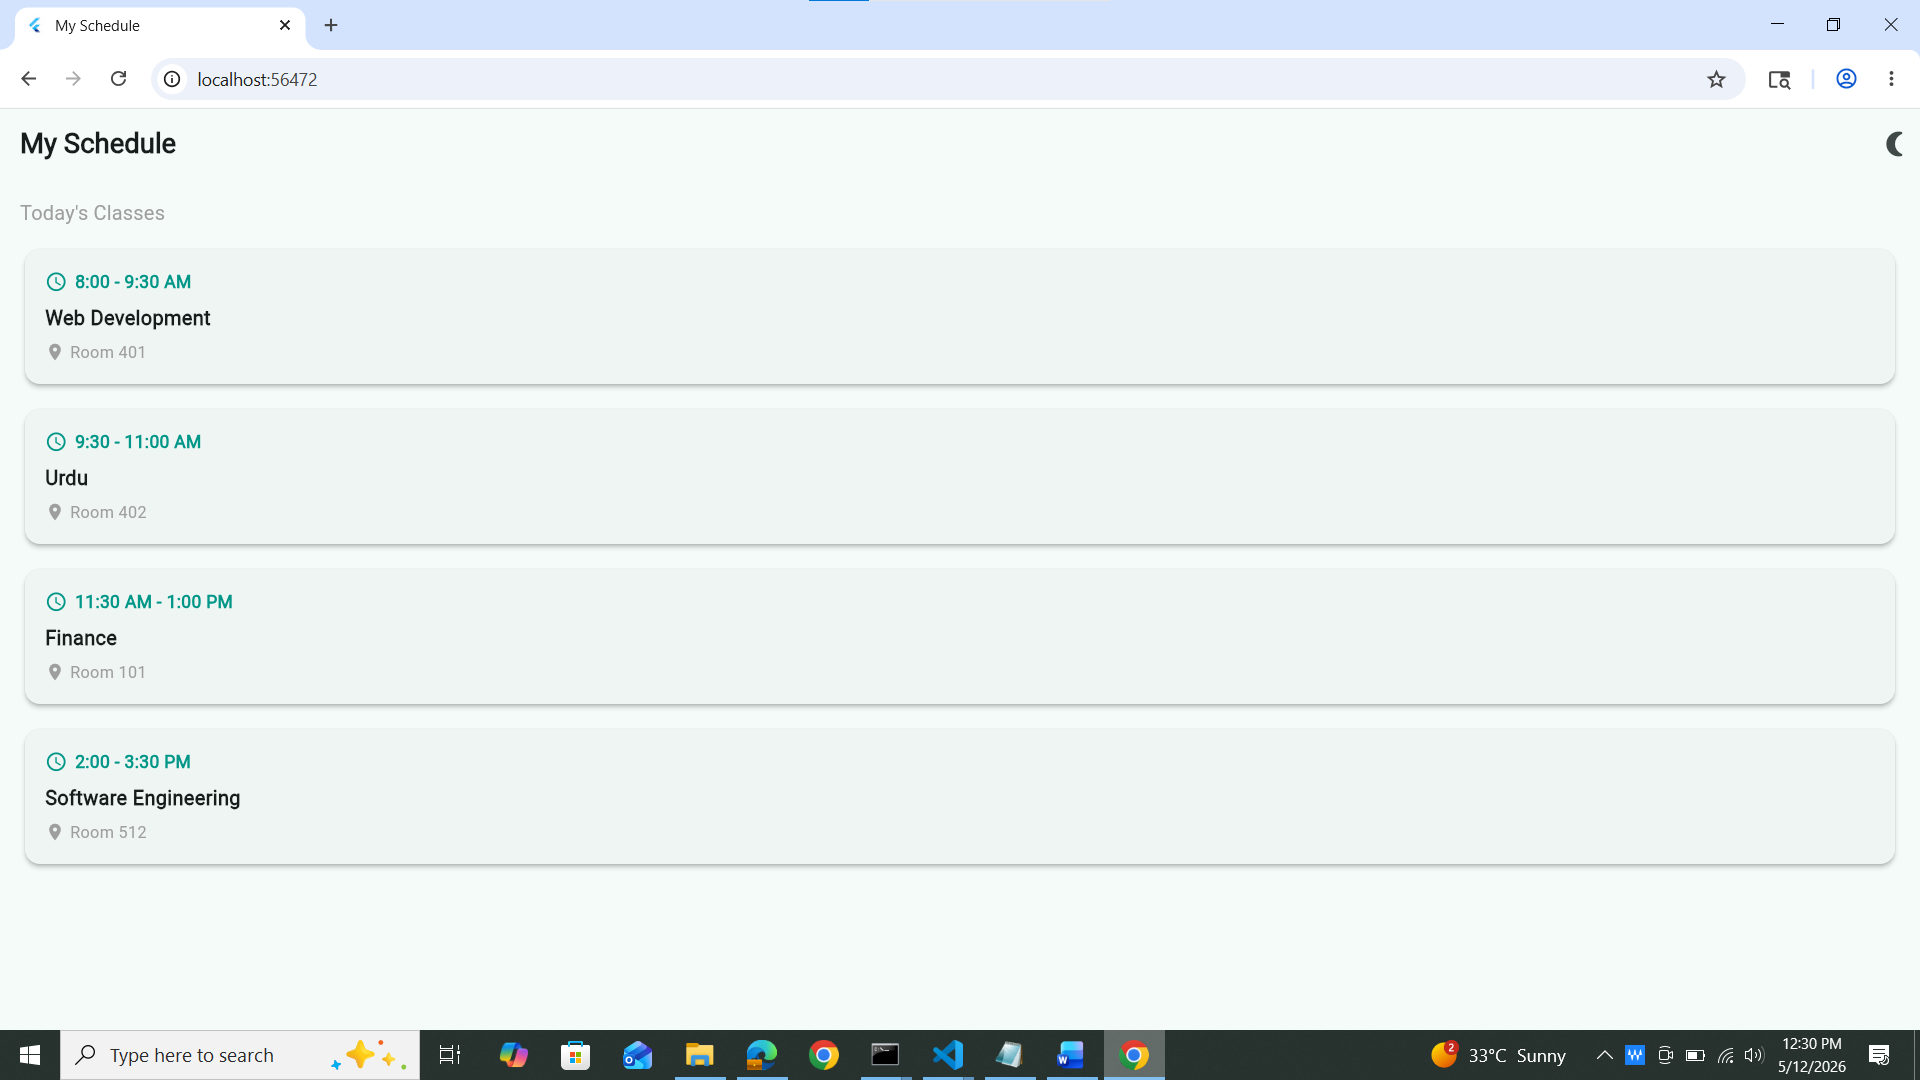 My Schedule
localhost:56472
My Schedule
Today's Classes
8:00 - 9:30 AM
Web Development
Room 401
9:30 - 11:00 AM
Urdu
Room 402
11:30 AM - 1:00 PM
Finance
Room 101
2:00 - 3:30 PM
Software Engineering
Room 512
Type here to search
2
33°C Sunny
12:30 PM
5/12/2026